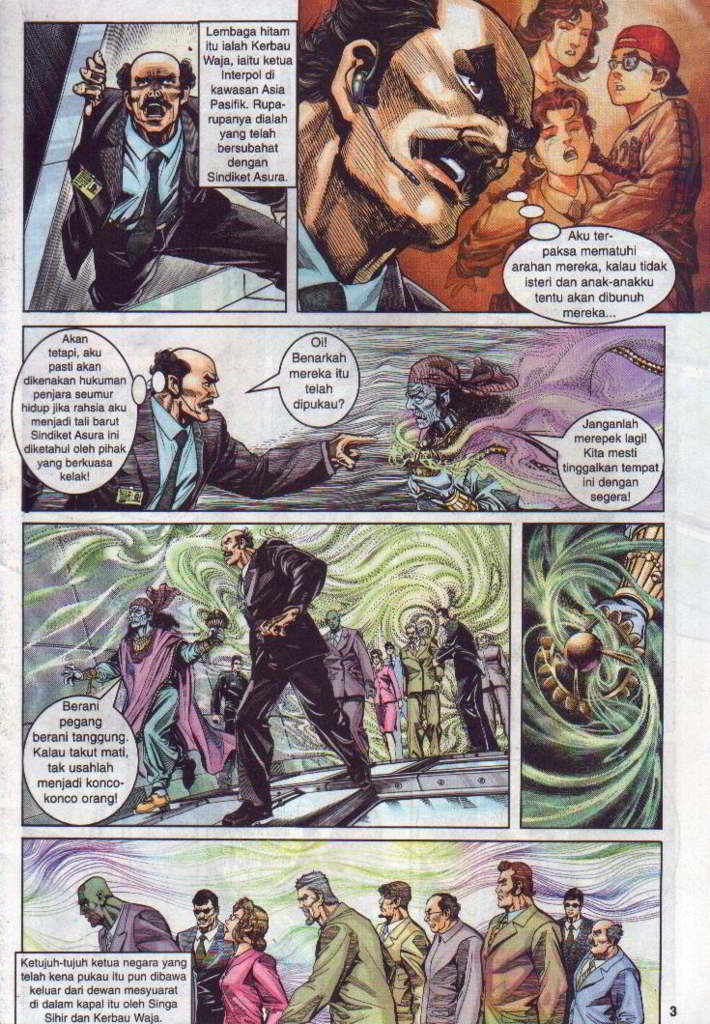 Lembaga hitam
itu ialah Kerbau
Waja, iaitu ketua
Interpol di
kawasan Asia
Pasifik. Rupa-
rupanya dialah
yang telah
bersubahat
dengan
Sindiket Asura.
Aku ter-
paksa mematuhi
arahan mereka, kalau tidak
isteri dan anak-anakku
tentu akan dibunuh
mereka...
Akan
tetapi, aku
pasti akan
dikenakan hukuman
penjara seumur
hidup jika rahsia aku
menjadi tali barut
Sindiket Asura ini
diketahui oleh pihak
yang berkuasa
kelak!
Oi!
Benarkah
mereka itu
telah
dipukau?
Janganlah
merepek lagi!
Kita mesti
tinggalkan tempat
ini dengan
segera!
Berani
pegang
berani tanggung.
Kalau takut mati,
tak usahlah
menjadi konco-
konco orang!
Ketujuh-tujuh ketua negara yang
telah kena pukau itu pun dibawa
keluar dari dewan mesyuarat
di dalam kapal itu oleh Singa
Sihir dan Kerbau Waja.
3